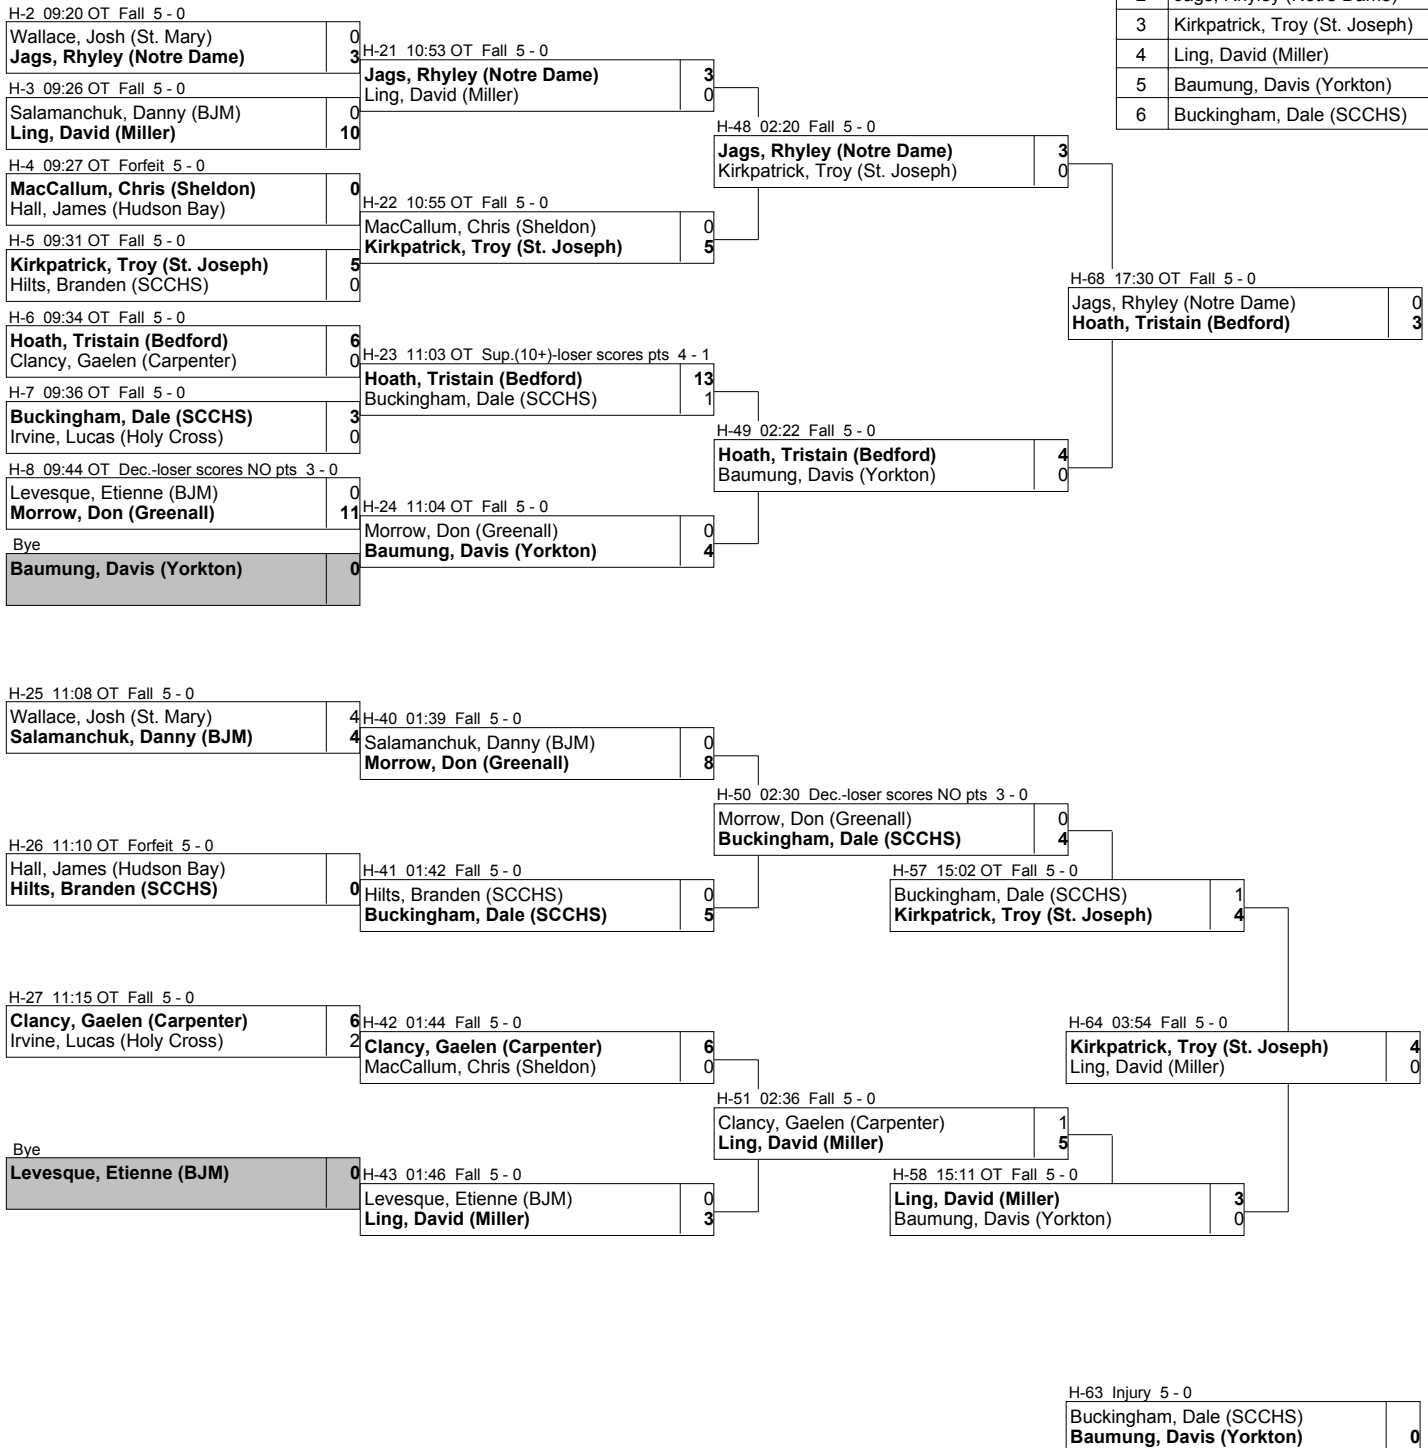 2 Jags, Rhyley (Notre Dame)
3 Kirkpatrick, Troy (St. Joseph)
4 Ling, David (Miller)
5 Baumung, Davis (Yorkton)
6 Buckingham, Dale (SCCHS)
H-2 09:20 OT Fall 5 - 0
Wallace, Josh (St. Mary) 0
Jags, Rhyley (Notre Dame) 3
H-3 09:26 OT Fall 5 - 0
Salamanchuk, Danny (BJM) 0
Ling, David (Miller) 10
H-4 09:27 OT Forfeit 5 - 0
MacCallum, Chris (Sheldon) 0
Hall, James (Hudson Bay)
H-5 09:31 OT Fall 5 - 0
Kirkpatrick, Troy (St. Joseph) 5
Hilts, Branden (SCCHS) 0
H-6 09:34 OT Fall 5 - 0
Hoath, Tristain (Bedford) 6
Clancy, Gaelen (Carpenter) 0
H-7 09:36 OT Fall 5 - 0
Buckingham, Dale (SCCHS) 3
Irvine, Lucas (Holy Cross) 0
H-8 09:44 OT Dec.-loser scores NO pts 3 - 0
Levesque, Etienne (BJM) 0
Morrow, Don (Greenall) 11
Bye
Baumung, Davis (Yorkton) 0
H-21 10:53 OT Fall 5 - 0
Jags, Rhyley (Notre Dame) 3
Ling, David (Miller) 0
H-22 10:55 OT Fall 5 - 0
MacCallum, Chris (Sheldon) 0
Kirkpatrick, Troy (St. Joseph) 5
H-23 11:03 OT Sup.(10+)-loser scores pts 4 - 1
Hoath, Tristain (Bedford) 13
Buckingham, Dale (SCCHS) 1
H-24 11:04 OT Fall 5 - 0
Morrow, Don (Greenall) 0
Baumung, Davis (Yorkton) 4
H-48 02:20 Fall 5 - 0
Jags, Rhyley (Notre Dame) 3
Kirkpatrick, Troy (St. Joseph) 0
H-49 02:22 Fall 5 - 0
Hoath, Tristain (Bedford) 4
Baumung, Davis (Yorkton) 0
H-68 17:30 OT Fall 5 - 0
Jags, Rhyley (Notre Dame) 0
Hoath, Tristain (Bedford) 3
H-25 11:08 OT Fall 5 - 0
Wallace, Josh (St. Mary) 4
Salamanchuk, Danny (BJM) 4
H-26 11:10 OT Forfeit 5 - 0
Hall, James (Hudson Bay)
Hilts, Branden (SCCHS) 0
H-27 11:15 OT Fall 5 - 0
Clancy, Gaelen (Carpenter) 6
Irvine, Lucas (Holy Cross) 2
Bye
Levesque, Etienne (BJM) 0
H-40 01:39 Fall 5 - 0
Salamanchuk, Danny (BJM) 0
Morrow, Don (Greenall) 8
H-41 01:42 Fall 5 - 0
Hilts, Branden (SCCHS) 0
Buckingham, Dale (SCCHS) 5
H-42 01:44 Fall 5 - 0
Clancy, Gaelen (Carpenter) 6
MacCallum, Chris (Sheldon) 0
H-43 01:46 Fall 5 - 0
Levesque, Etienne (BJM) 0
Ling, David (Miller) 3
H-50 02:30 Dec.-loser scores NO pts 3 - 0
Morrow, Don (Greenall) 0
Buckingham, Dale (SCCHS) 4
H-51 02:36 Fall 5 - 0
Clancy, Gaelen (Carpenter) 1
Ling, David (Miller) 5
H-57 15:02 OT Fall 5 - 0
Buckingham, Dale (SCCHS) 1
Kirkpatrick, Troy (St. Joseph) 4
H-58 15:11 OT Fall 5 - 0
Ling, David (Miller) 3
Baumung, Davis (Yorkton) 0
H-64 03:54 Fall 5 - 0
Kirkpatrick, Troy (St. Joseph) 4
Ling, David (Miller) 0
H-63 Injury 5 - 0
Buckingham, Dale (SCCHS)
Baumung, Davis (Yorkton) 0